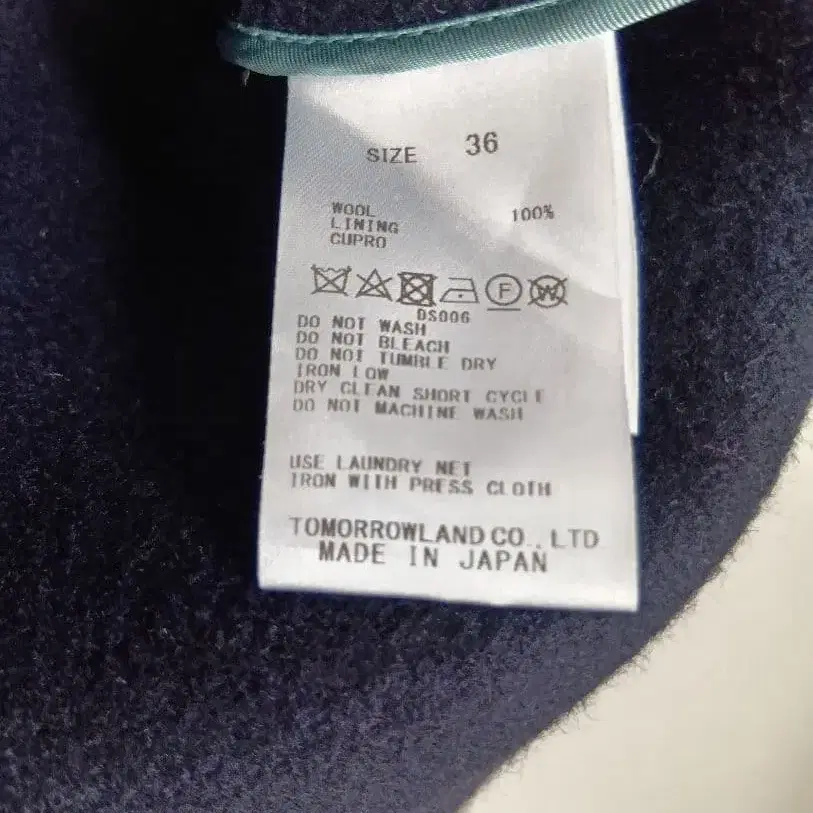 SIZE 36
WOOL 100%
LINING
CUPRO
F W
DS006
DO NOT WASH
DO NOT BLEACH
DO NOT TUMBLE DRY
IRON LOW
DRY CLEAN SHORT CYCLE
DO NOT MACHINE WASH
USE LAUNDRY NET
IRON WITH PRESS CLOTH
TOMORROWLAND CO., LTD
MADE IN JAPAN